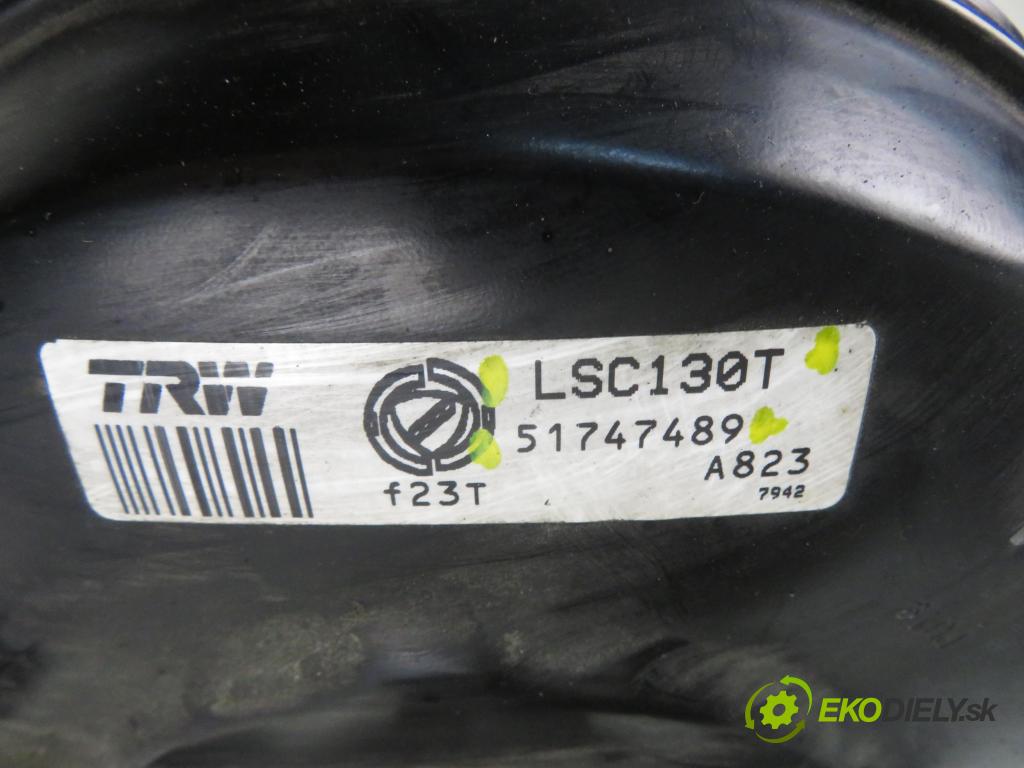 TRW
LSC130T
51747489
A823
f23T
7942
EKODIELY.sk